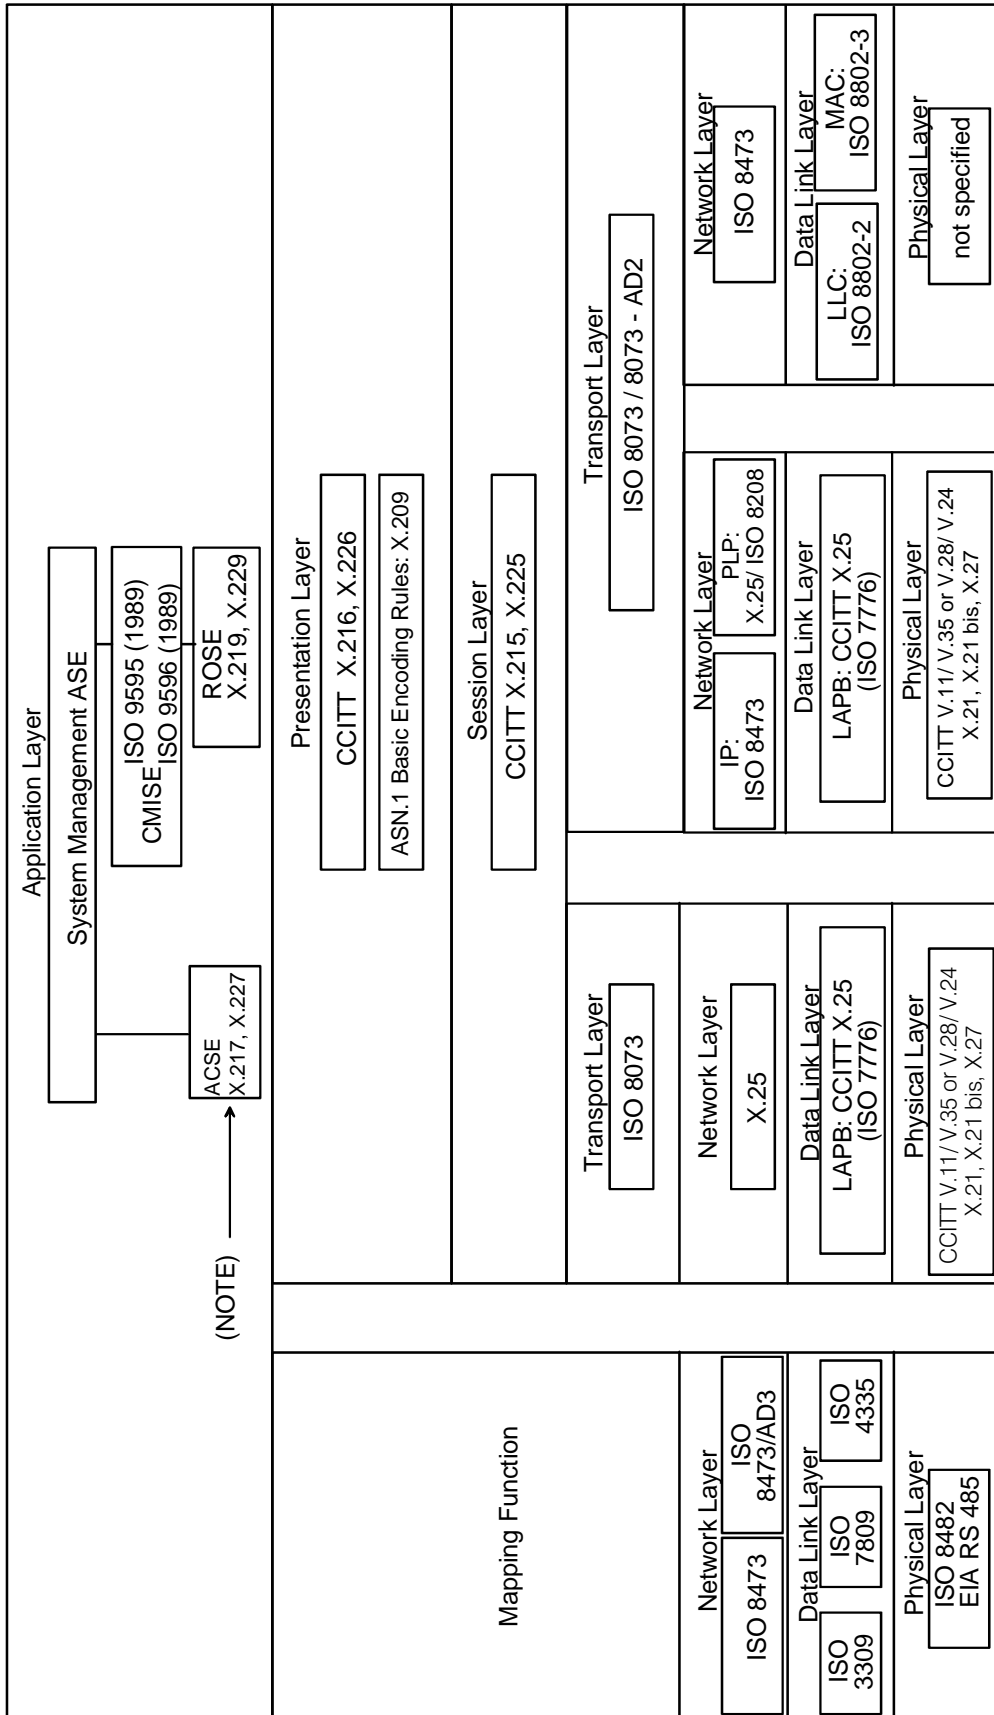 Application Layer
System Management ASE
CMISE
ISO 9595 (1989)
ISO 9596 (1989)
ROSE
X.219, X.229
ACSE
X.217, X.227
(NOTE)
Presentation Layer
CCITT X.216, X.226
ASN.1 Basic Encoding Rules: X.209
Session Layer
CCITT X.215, X.225
Mapping Function
Network Layer
ISO 8473
ISO
8473/AD3
Data Link Layer
ISO
3309
ISO
7809
ISO
4335
Physical Layer
ISO 8482
EIA RS 485
Transport Layer
ISO 8073
Network Layer
X.25
Data Link Layer
LAPB: CCITT X.25
(ISO 7776)
Physical Layer
CCITT V.11/ V.35 or V.28/ V.24
X.21, X.21 bis, X.27
Transport Layer
ISO 8073 / 8073 - AD2
Network Layer
IP:
ISO 8473
PLP:
X.25/ ISO 8208
Data Link Layer
LAPB: CCITT X.25
(ISO 7776)
Physical Layer
CCITT V.11/ V.35 or V.28/ V.24
X.21, X.21 bis, X.27
Network Layer
ISO 8473
Data Link Layer
LLC:
ISO 8802-2
MAC:
ISO 8802-3
Physical Layer
not specified